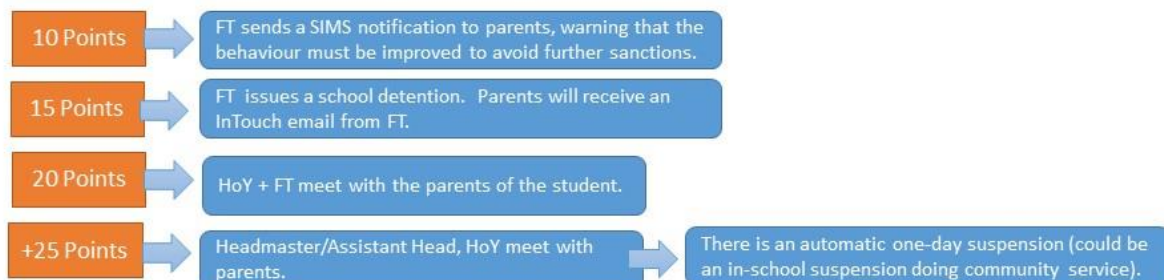 10 Points
FT sends a SIMS notification to parents, warning that the
behaviour must be improved to avoid further sanctions.
15 Points
FT issues a school detention. Parents will receive an
InTouch email from FT.
20 Points
HoY + FT meet with the parents of the student.
+25 Points
Headmaster/Assistant Head, HoY meet with
parents.
There is an automatic one-day suspension (could be
an in-school suspension doing community service).